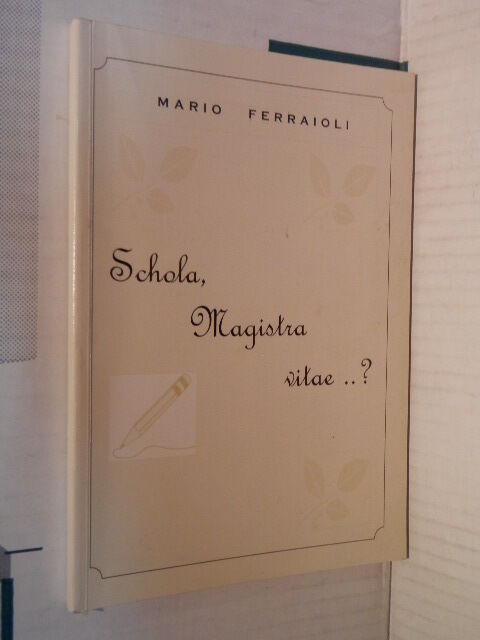 MARIO FERRAIOLI
Schola,
Magistra
vitae ..?